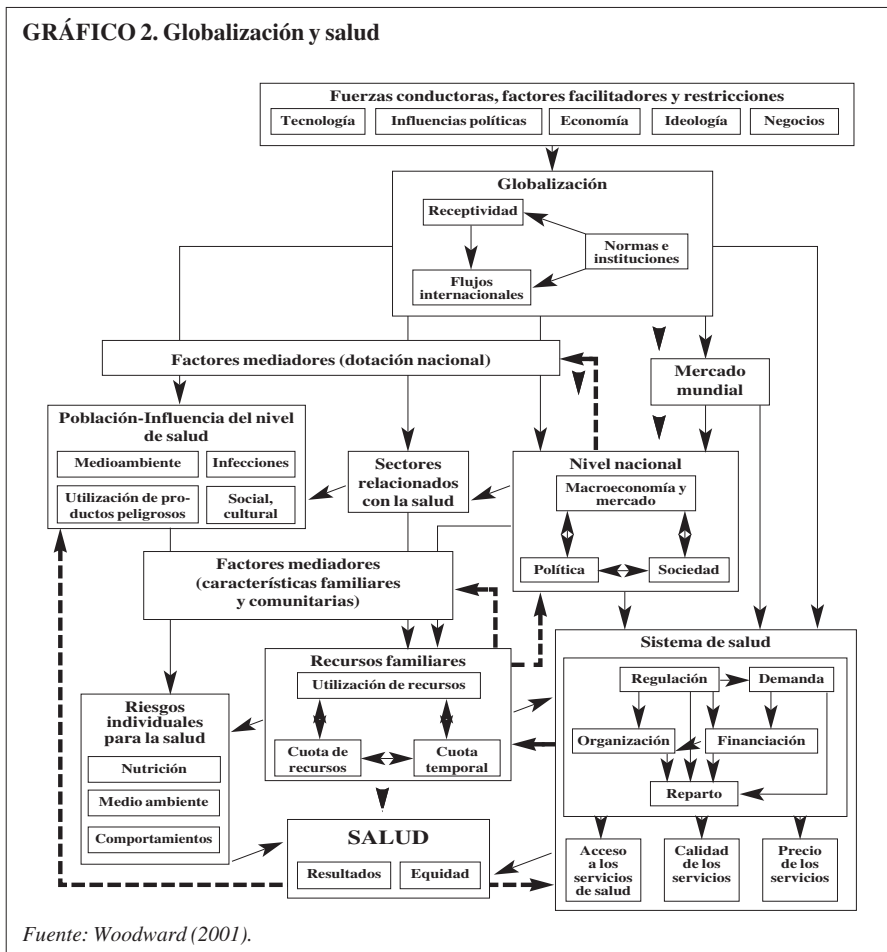 GRÁFICO 2. Globalización y salud
Fuerzas conductoras, factores facilitadores y restricciones
Tecnología
Influencias políticas
Economía
Ideología
Negocios
Globalización
Receptividad
Normas e
instituciones
Flujos
internacionales
Factores mediadores (dotación nacional)
Mercado
mundial
Población-Influencia del nivel
de salud
Medioambiente
Infecciones
Utilización de pro-
ductos peligrosos
Social,
cultural
Sectores
relacionados
con la salud
Nivel nacional
Macroeconomía y
mercado
Política
Sociedad
Factores mediadores
(características familiares
y comunitarias)
Recursos familiares
Utilización de recursos
Cuota de
recursos
Cuota
temporal
Sistema de salud
Regulación
Demanda
Organización
Financiación
Reparto
Riesgos
individuales
para la salud
Nutrición
Medio ambiente
Comportamientos
SALUD
Resultados
Equidad
Acceso
a los
servicios
de salud
Calidad
de los
servicios
Precio
de los
servicios
Fuente: Woodward (2001).